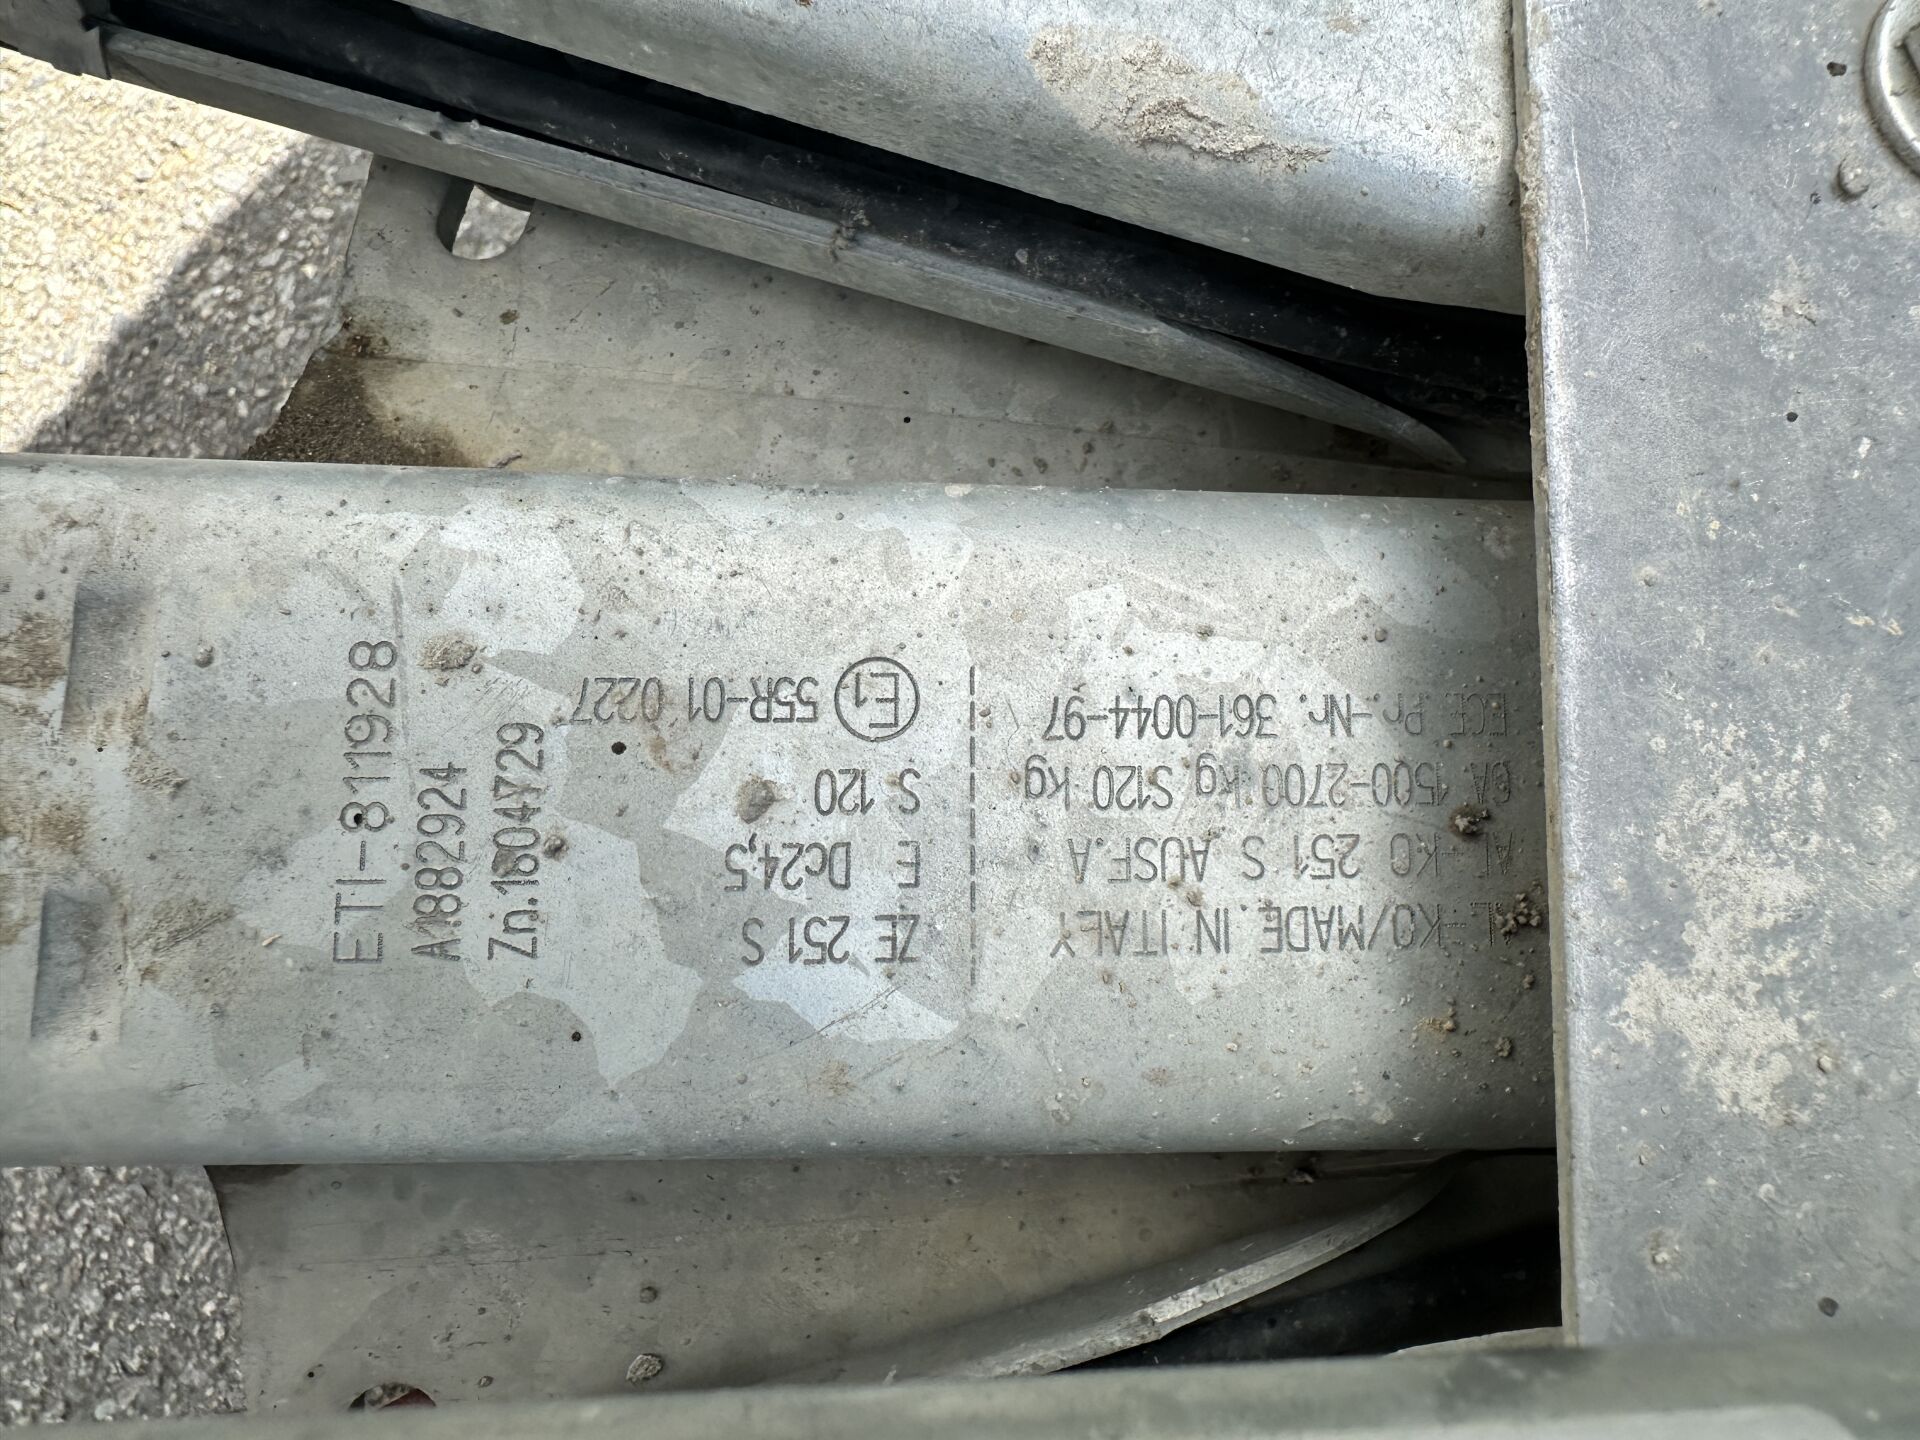 AL-KO/MADE IN ITALY
AL-KO 251 S AUSF.A
GA 1500-2700 kg S120 kg
ECE Pr.-Nr. 361-0044-97
ZE 251 S
E Dc24,5
S 120
E1 55R-01 0227
ETI-811928
A1882924
Zn.1804729